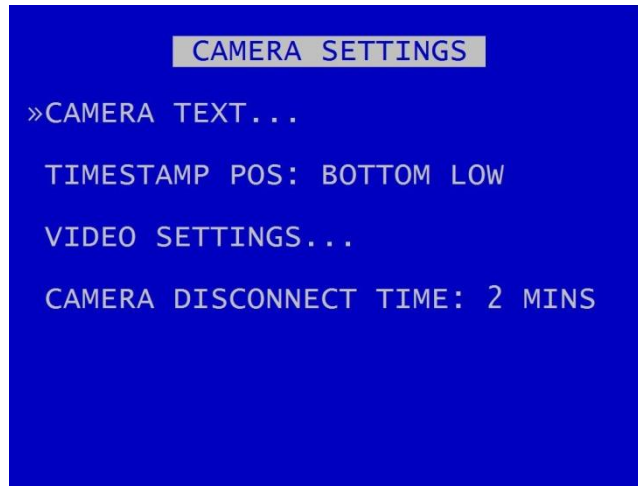 CAMERA SETTINGS
»CAMERA TEXT...
TIMESTAMP POS: BOTTOM LOW
VIDEO SETTINGS...
CAMERA DISCONNECT TIME: 2 MINS